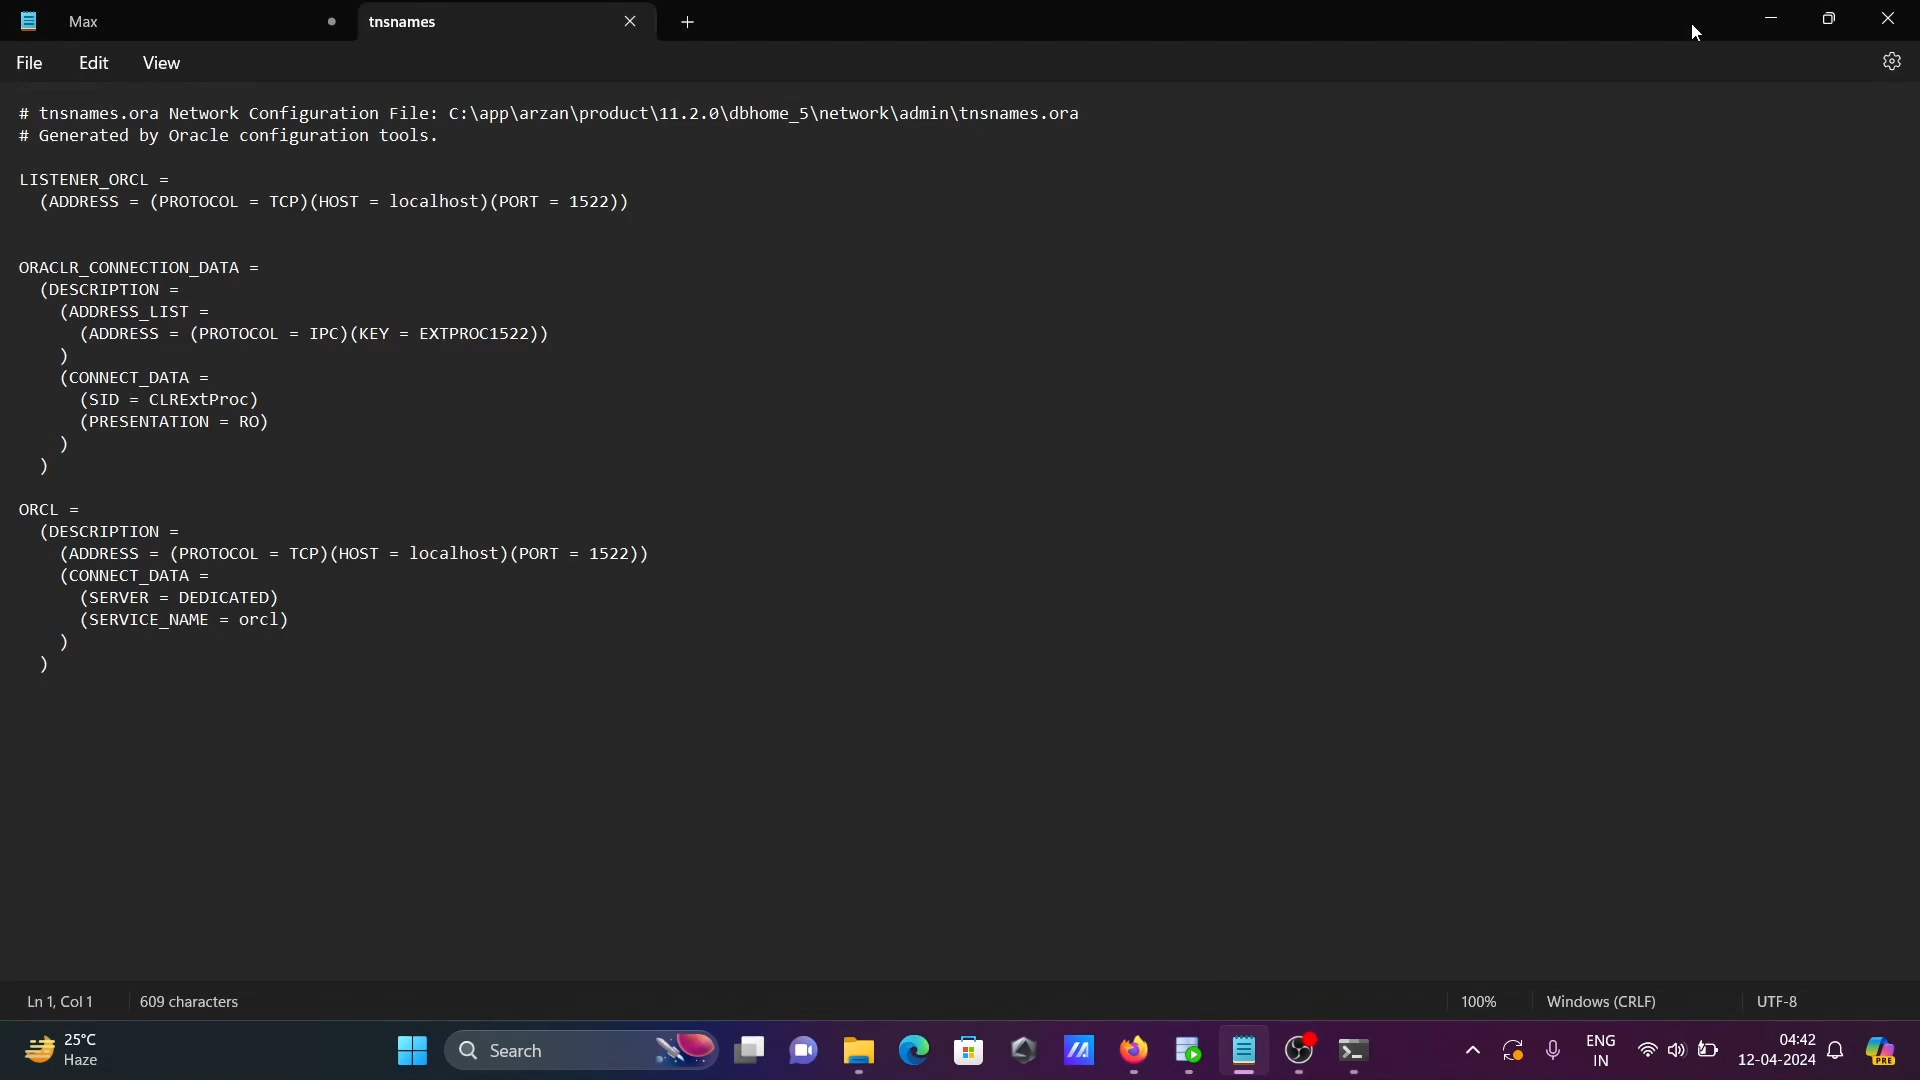 Max
tnsnames
File Edit View
# tnsnames.ora Network Configuration File: C:\app\arzan\product\11.2.0\dbhome_5\network\admin\tnsnames.ora
# Generated by Oracle configuration tools.
LISTENER_ORCL =
(ADDRESS = (PROTOCOL = TCP)(HOST = localhost)(PORT = 1522))
ORACLR_CONNECTION_DATA =
(DESCRIPTION =
(ADDRESS_LIST =
(ADDRESS = (PROTOCOL = IPC)(KEY = EXTPROC1522))
)
(CONNECT_DATA =
(SID = CLRExtProc)
(PRESENTATION = RO)
)
)
ORCL =
(DESCRIPTION =
(ADDRESS = (PROTOCOL = TCP)(HOST = localhost)(PORT = 1522))
(CONNECT_DATA =
(SERVER = DEDICATED)
(SERVICE_NAME = orcl)
)
)
Ln 1, Col 1 609 characters 100% Windows (CRLF) UTF-8
25°C
Haze
Search
ENG
IN
04:42
12-04-2024
PRE